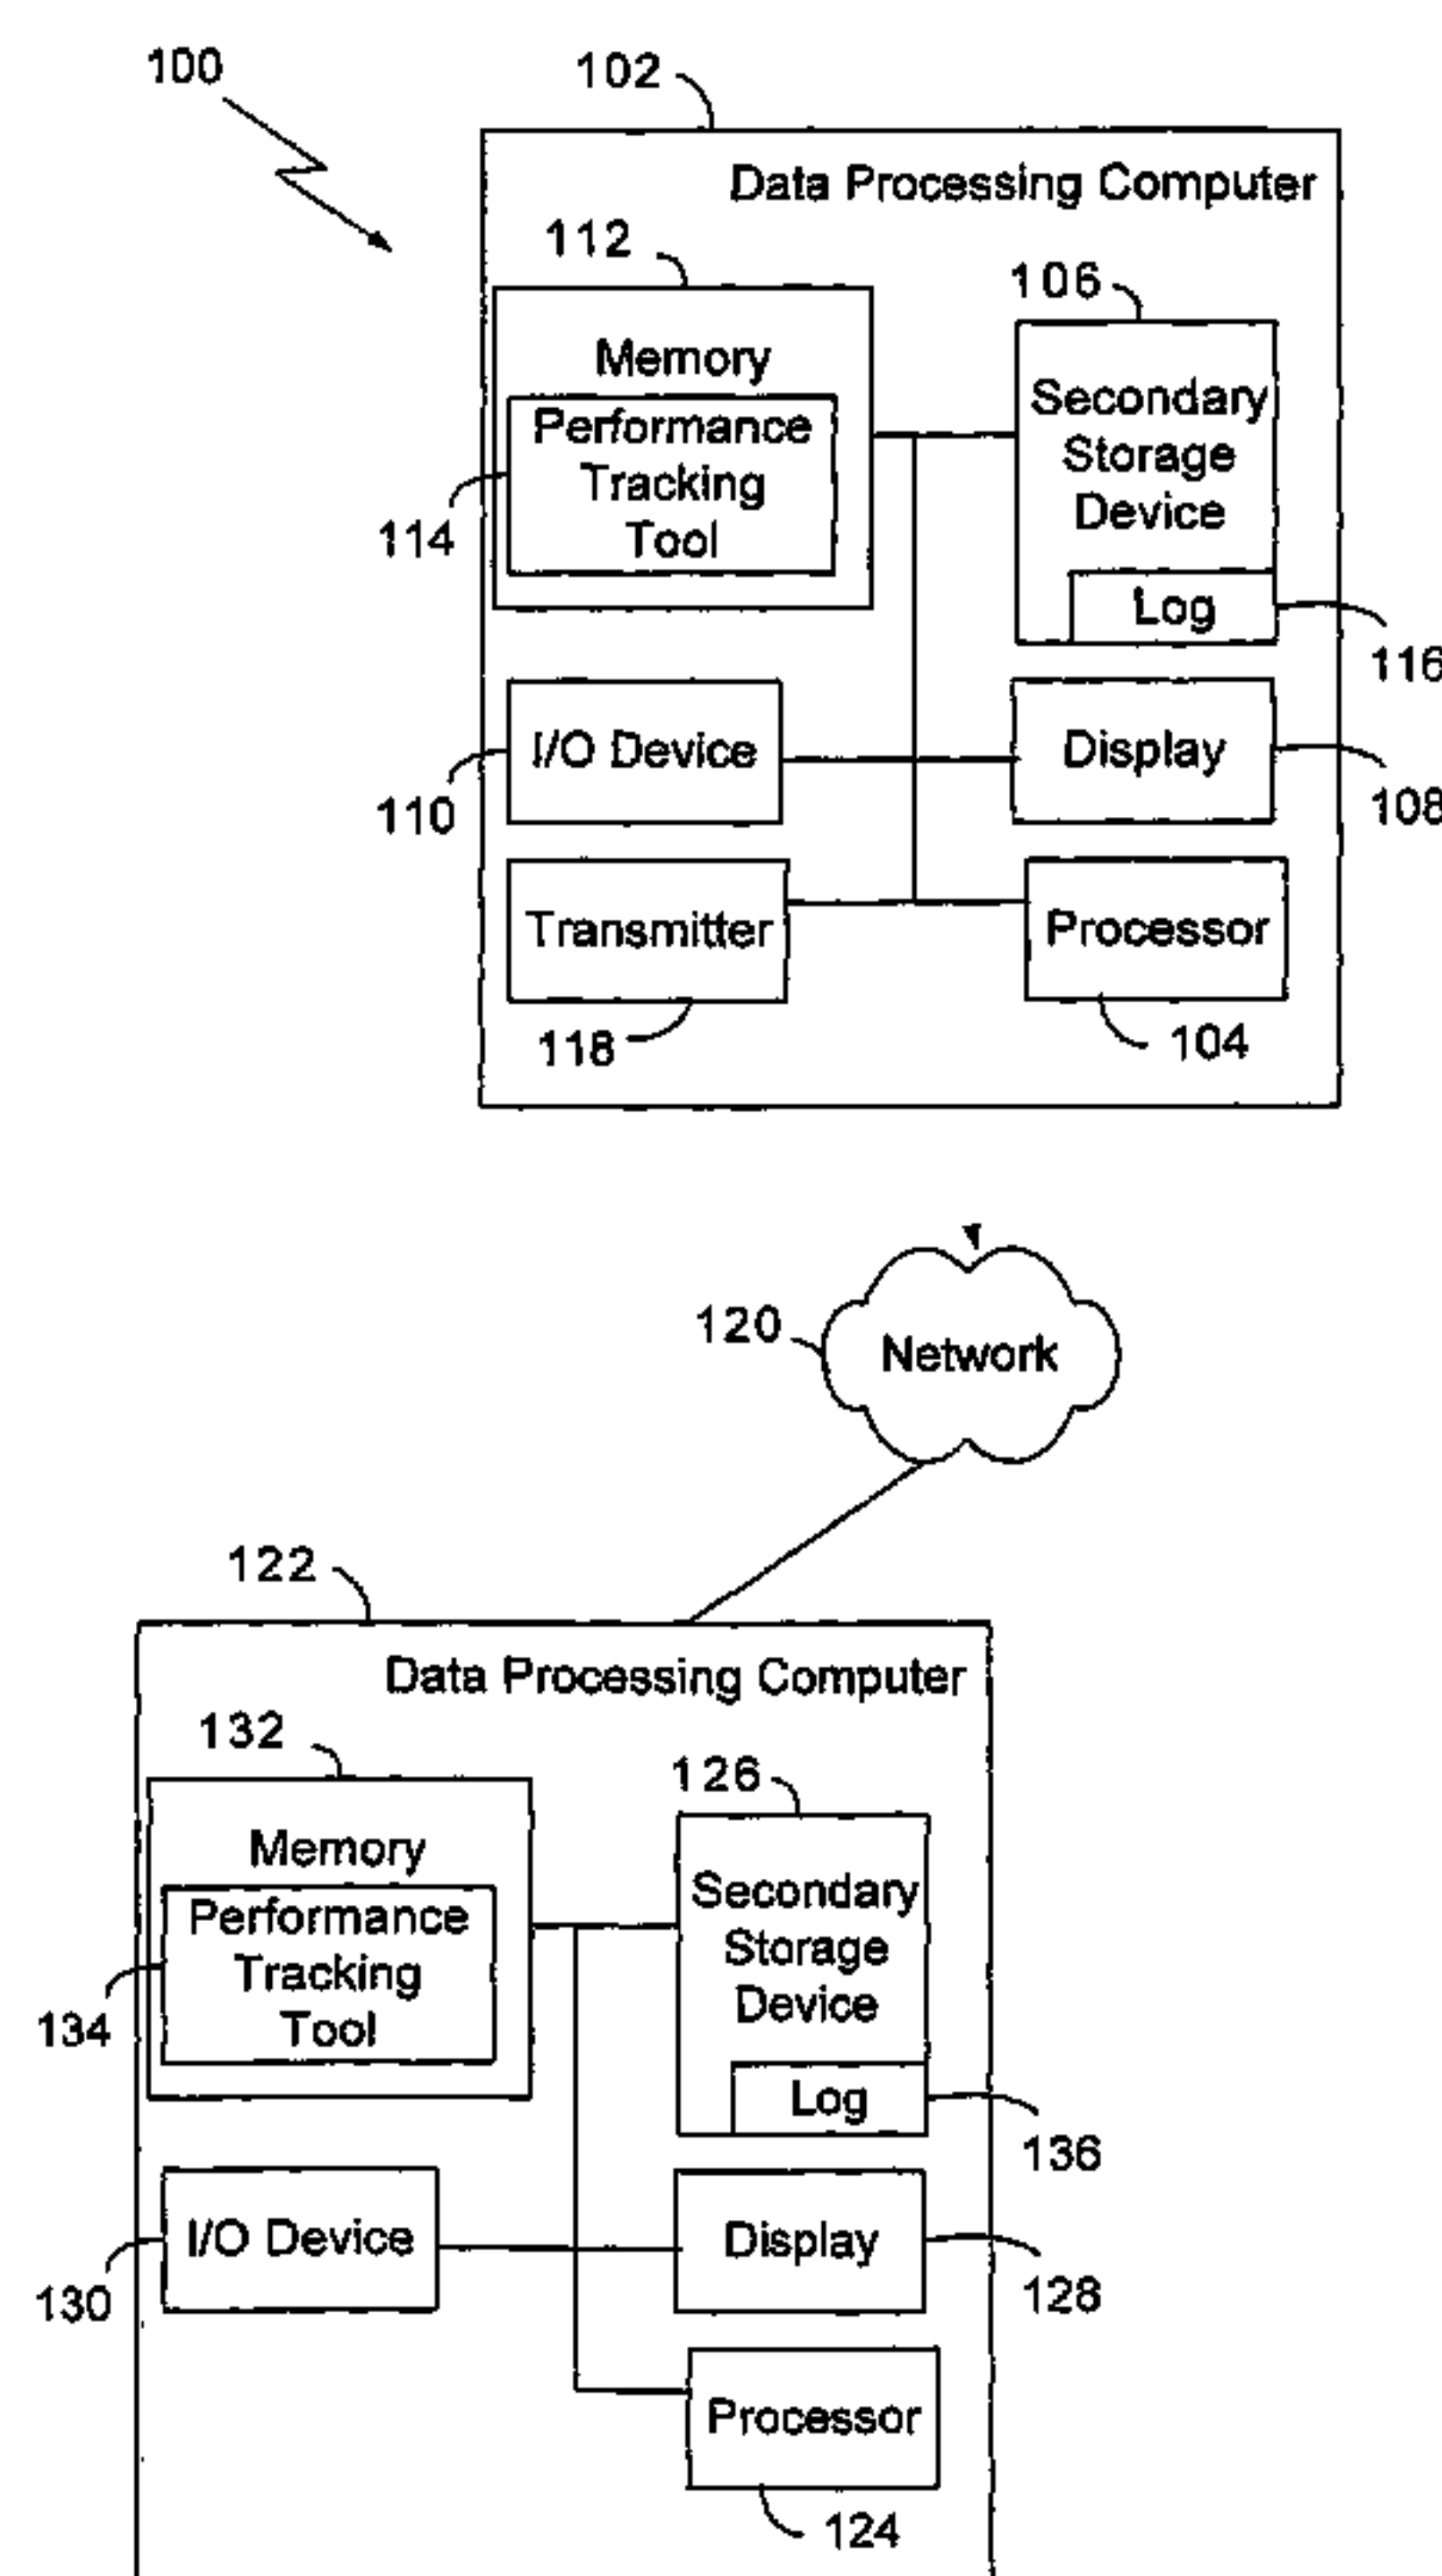 100
102
Data Processing Computer
112
106
Memory
Performance
Tracking
Tool
114
Secondary
Storage
Device
Log
116
I/O Device
110
Display
108
Transmitter
118
Processor
104
120
Network
122
Data Processing Computer
132
126
Memory
Performance
Tracking
Tool
134
Secondary
Storage
Device
Log
136
I/O Device
130
Display
128
Processor
124